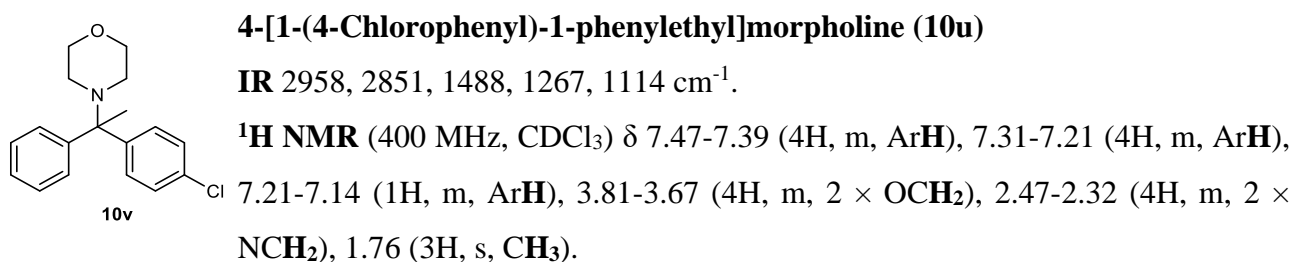 4-[1-(4-Chlorophenyl)-1-phenylethyl]morpholine (10u)
IR 2958, 2851, 1488, 1267, 1114 cm⁻¹.
¹H NMR (400 MHz, CDCl₃) δ 7.47-7.39 (4H, m, ArH), 7.31-7.21 (4H, m, ArH),
7.21-7.14 (1H, m, ArH), 3.81-3.67 (4H, m, 2 × OCH₂), 2.47-2.32 (4H, m, 2 ×
NCH₂), 1.76 (3H, s, CH₃).
O
N
Cl
10v